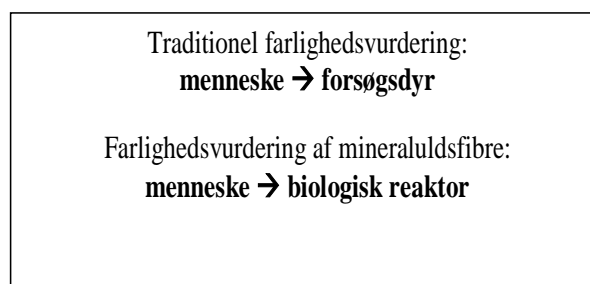 Traditionel farlighedsvurdering:
menneske → forsøgsdyr
Farlighedsvurdering af mineraluldsfibre:
menneske → biologisk reaktor